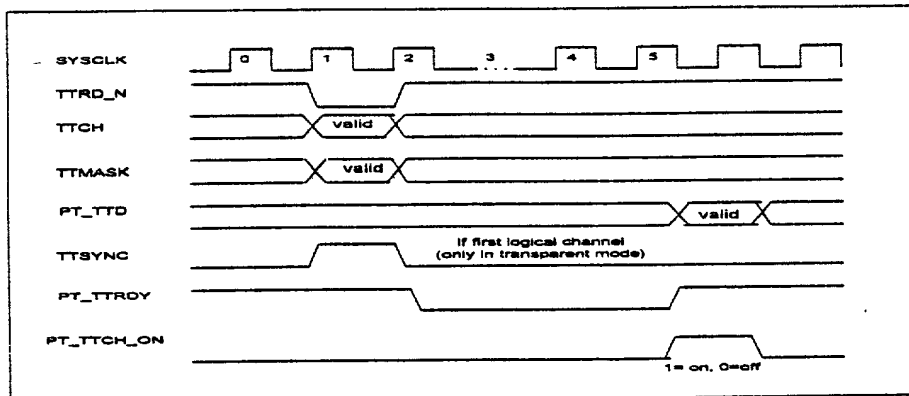 SYSCLK 0 1 2 3 4 5
TTRD_N
TTCH valid
TTMASK valid
PT_TTD valid
TTSYNC If first logical channel
(only in transparent mode)
PT_TTRDY
PT_TTCH_ON
1= on, 0=off